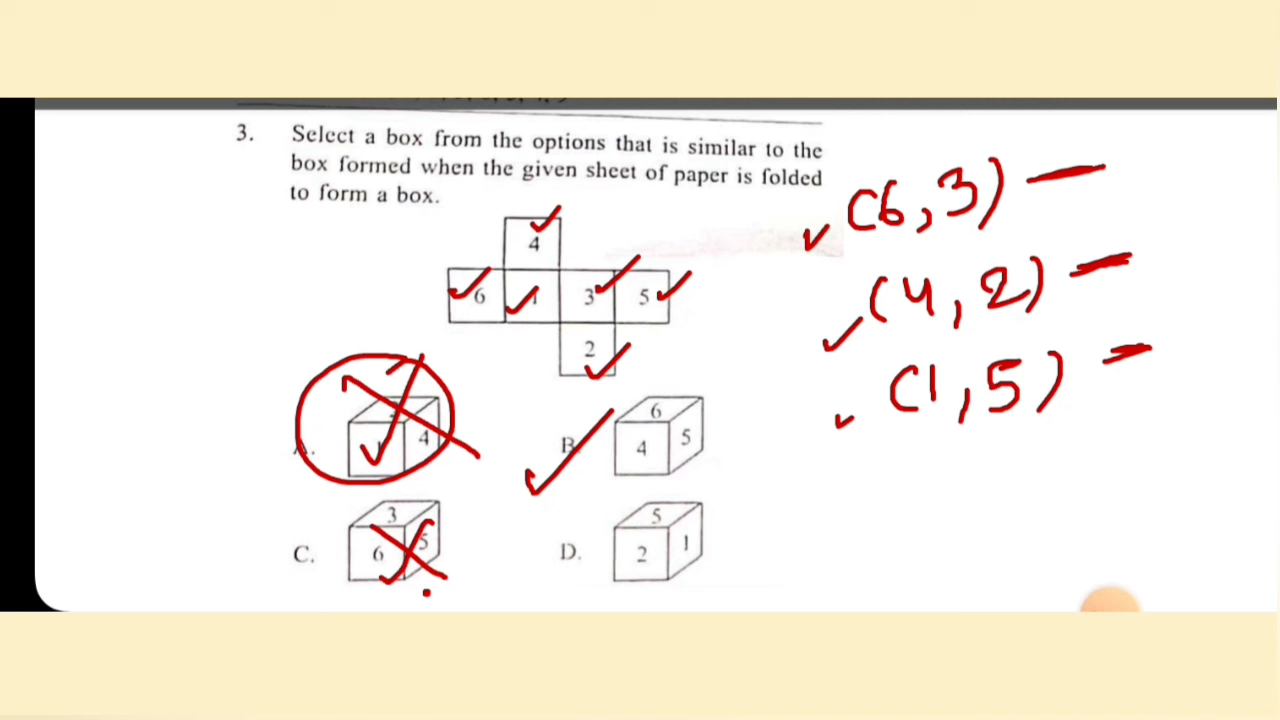 3. Select a box from the options that is similar to the
box formed when the given sheet of paper is folded
to form a box.
4
6 3 5
2
(6,3) —
(4,2) —
(1,5) —
A. 4
B. 6 4 5
C. 3 6 5
D. 5 2 1